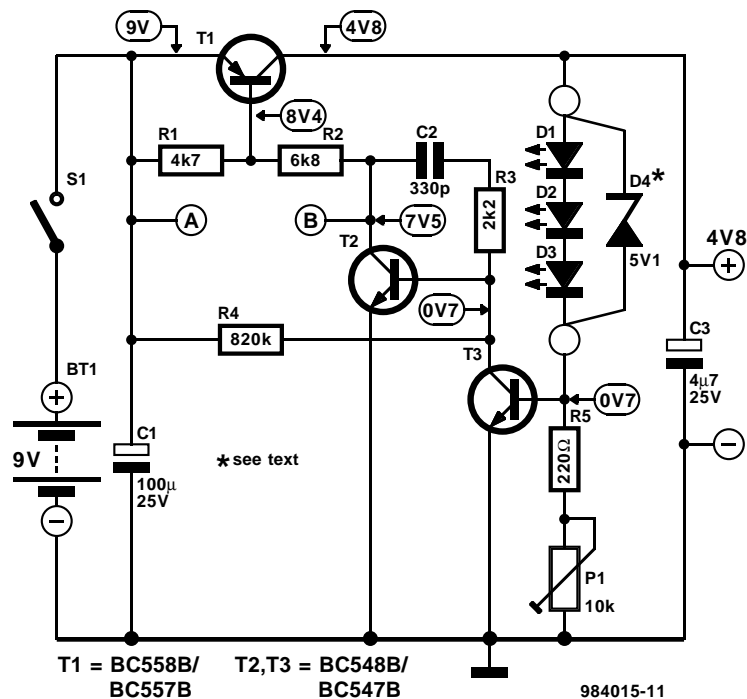 9V
T1
4V8
8V4
R1
4k7
R2
6k8
C2
330p
R3
2k2
D1
D2
D3
D4*
5V1
S1
A
B
7V5
T2
4V8
+
0V7
R4
820k
T3
C3
4µ7
25V
BT1
+
9V
−
C1
100µ
25V
* see text
0V7
R5
220Ω
−
P1
10k
T1 = BC558B/
BC557B
T2,T3 = BC548B/
BC547B
984015-11